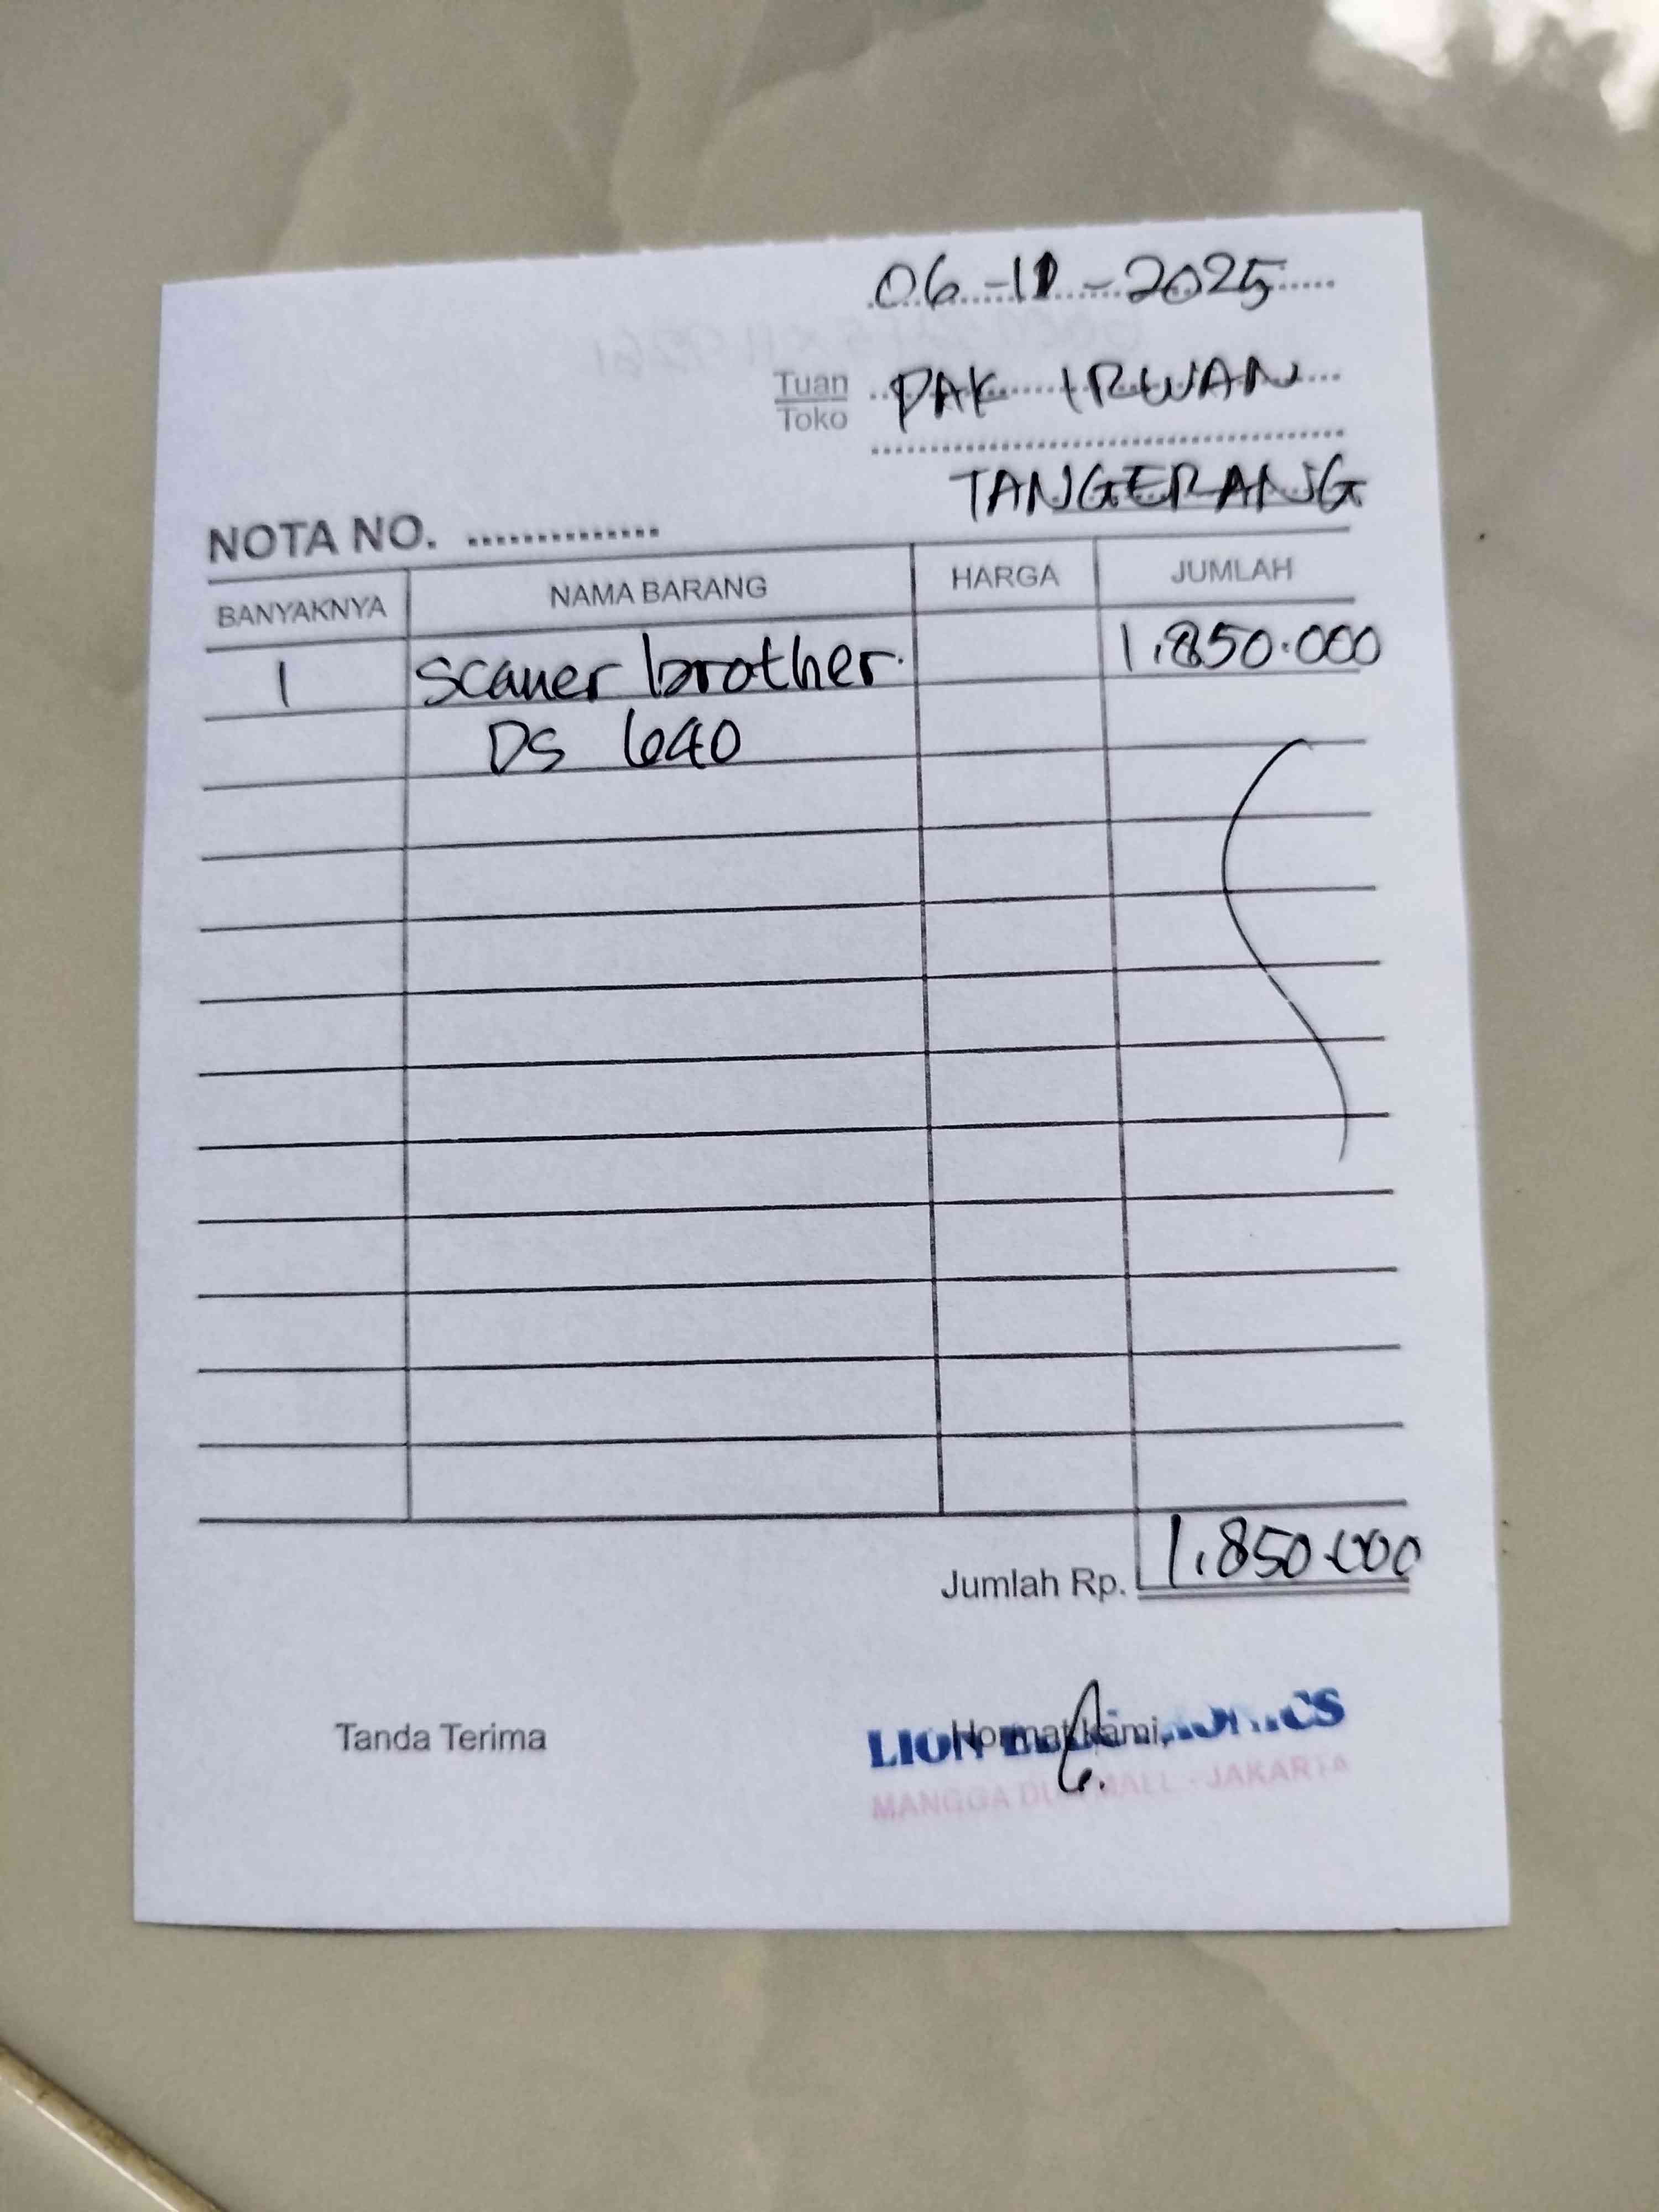 06-11-2025
Tuan PAK IRWAN
Toko
TANGERANG
NOTA NO.
BANYAKNYA NAMA BARANG HARGA JUMLAH
1 scaner brother. 1.850.000
DS 640
Jumlah Rp. 1.850.000
Tanda Terima Hormat kami,
LION
MANGGA DUA MALL - JAKARTA